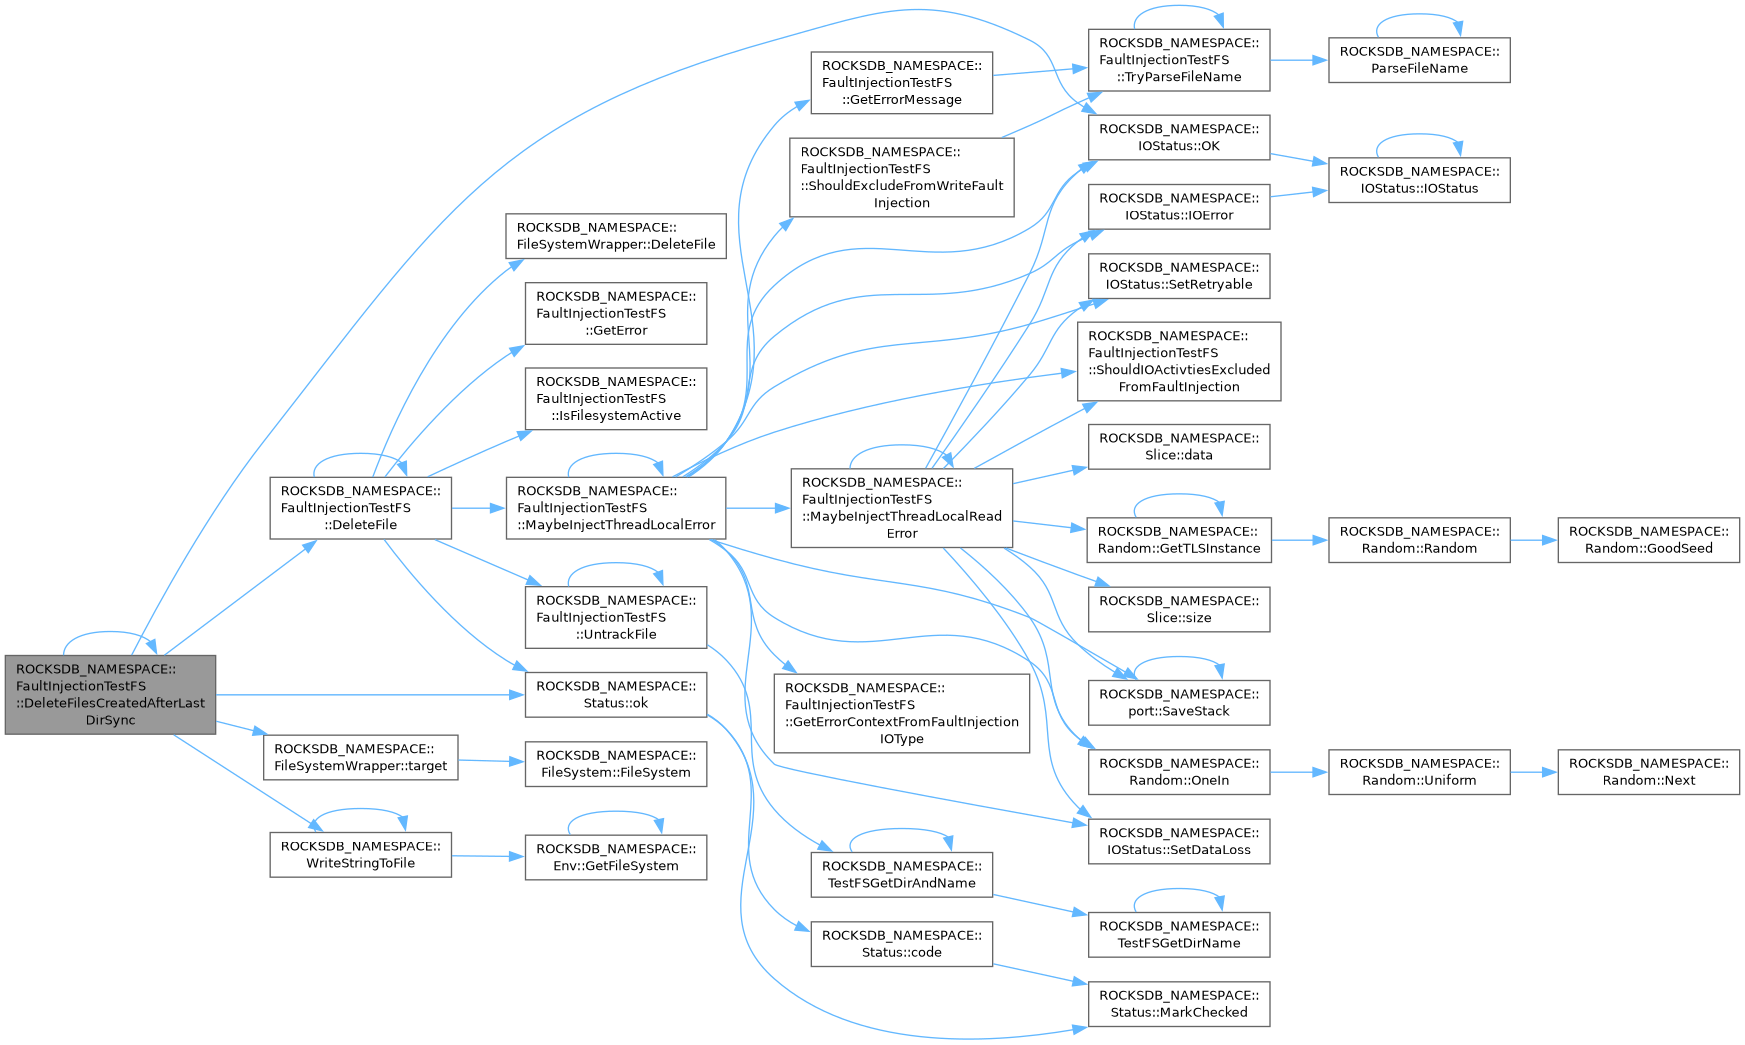 ROCKSDB_NAMESPACE::
FaultInjectionTestFS
::DeleteFilesCreatedAfterLast
DirSync
ROCKSDB_NAMESPACE::
FaultInjectionTestFS
::DeleteFile
ROCKSDB_NAMESPACE::
FileSystemWrapper::target
ROCKSDB_NAMESPACE::
WriteStringToFile
ROCKSDB_NAMESPACE::
FileSystemWrapper::DeleteFile
ROCKSDB_NAMESPACE::
FaultInjectionTestFS
::GetError
ROCKSDB_NAMESPACE::
FaultInjectionTestFS
::IsFilesystemActive
ROCKSDB_NAMESPACE::
FaultInjectionTestFS
::MaybeInjectThreadLocalError
ROCKSDB_NAMESPACE::
FaultInjectionTestFS
::UntrackFile
ROCKSDB_NAMESPACE::
Status::ok
ROCKSDB_NAMESPACE::
FileSystem::FileSystem
ROCKSDB_NAMESPACE::
Env::GetFileSystem
ROCKSDB_NAMESPACE::
FaultInjectionTestFS
::GetErrorMessage
ROCKSDB_NAMESPACE::
FaultInjectionTestFS
::ShouldExcludeFromWriteFault
Injection
ROCKSDB_NAMESPACE::
FaultInjectionTestFS
::MaybeInjectThreadLocalRead
Error
ROCKSDB_NAMESPACE::
FaultInjectionTestFS
::GetErrorContextFromFaultInjection
IOType
ROCKSDB_NAMESPACE::
TestFSGetDirAndName
ROCKSDB_NAMESPACE::
Status::code
ROCKSDB_NAMESPACE::
FaultInjectionTestFS
::TryParseFileName
ROCKSDB_NAMESPACE::
IOStatus::OK
ROCKSDB_NAMESPACE::
IOStatus::IOError
ROCKSDB_NAMESPACE::
IOStatus::SetRetryable
ROCKSDB_NAMESPACE::
FaultInjectionTestFS
::ShouldIOActivtiesExcluded
FromFaultInjection
ROCKSDB_NAMESPACE::
Slice::data
ROCKSDB_NAMESPACE::
Random::GetTLSInstance
ROCKSDB_NAMESPACE::
Slice::size
ROCKSDB_NAMESPACE::
port::SaveStack
ROCKSDB_NAMESPACE::
Random::OneIn
ROCKSDB_NAMESPACE::
IOStatus::SetDataLoss
ROCKSDB_NAMESPACE::
TestFSGetDirName
ROCKSDB_NAMESPACE::
Status::MarkChecked
ROCKSDB_NAMESPACE::
ParseFileName
ROCKSDB_NAMESPACE::
IOStatus::IOStatus
ROCKSDB_NAMESPACE::
Random::Random
ROCKSDB_NAMESPACE::
Random::Uniform
ROCKSDB_NAMESPACE::
Random::GoodSeed
ROCKSDB_NAMESPACE::
Random::Next